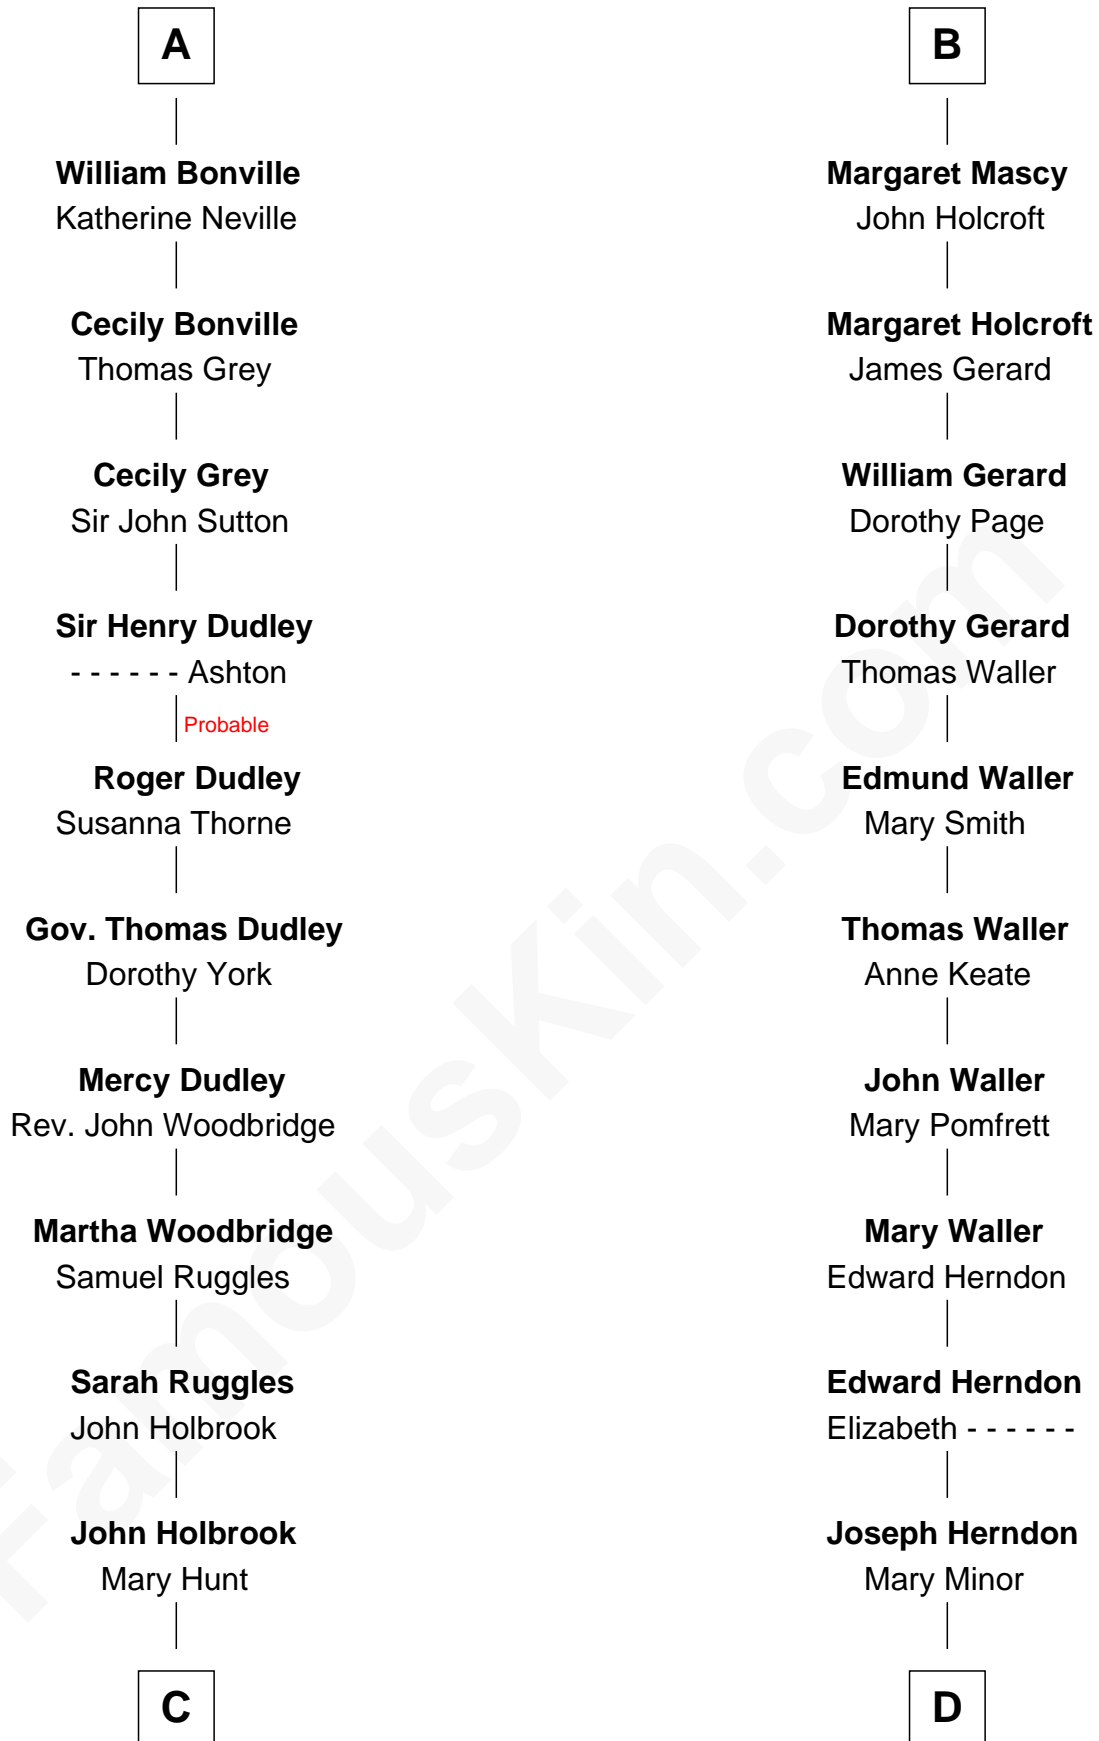 A
William Bonville
Katherine Neville
Cecily Bonville
Thomas Grey
Cecily Grey
Sir John Sutton
Sir Henry Dudley
- - - - - - Ashton
Probable
Roger Dudley
Susanna Thorne
Gov. Thomas Dudley
Dorothy York
Mercy Dudley
Rev. John Woodbridge
Martha Woodbridge
Samuel Ruggles
Sarah Ruggles
John Holbrook
John Holbrook
Mary Hunt
C
B
Margaret Mascy
John Holcroft
Margaret Holcroft
James Gerard
William Gerard
Dorothy Page
Dorothy Gerard
Thomas Waller
Edmund Waller
Mary Smith
Thomas Waller
Anne Keate
John Waller
Mary Pomfrett
Mary Waller
Edward Herndon
Edward Herndon
Elizabeth - - - - - -
Joseph Herndon
Mary Minor
D
FamousKin.com